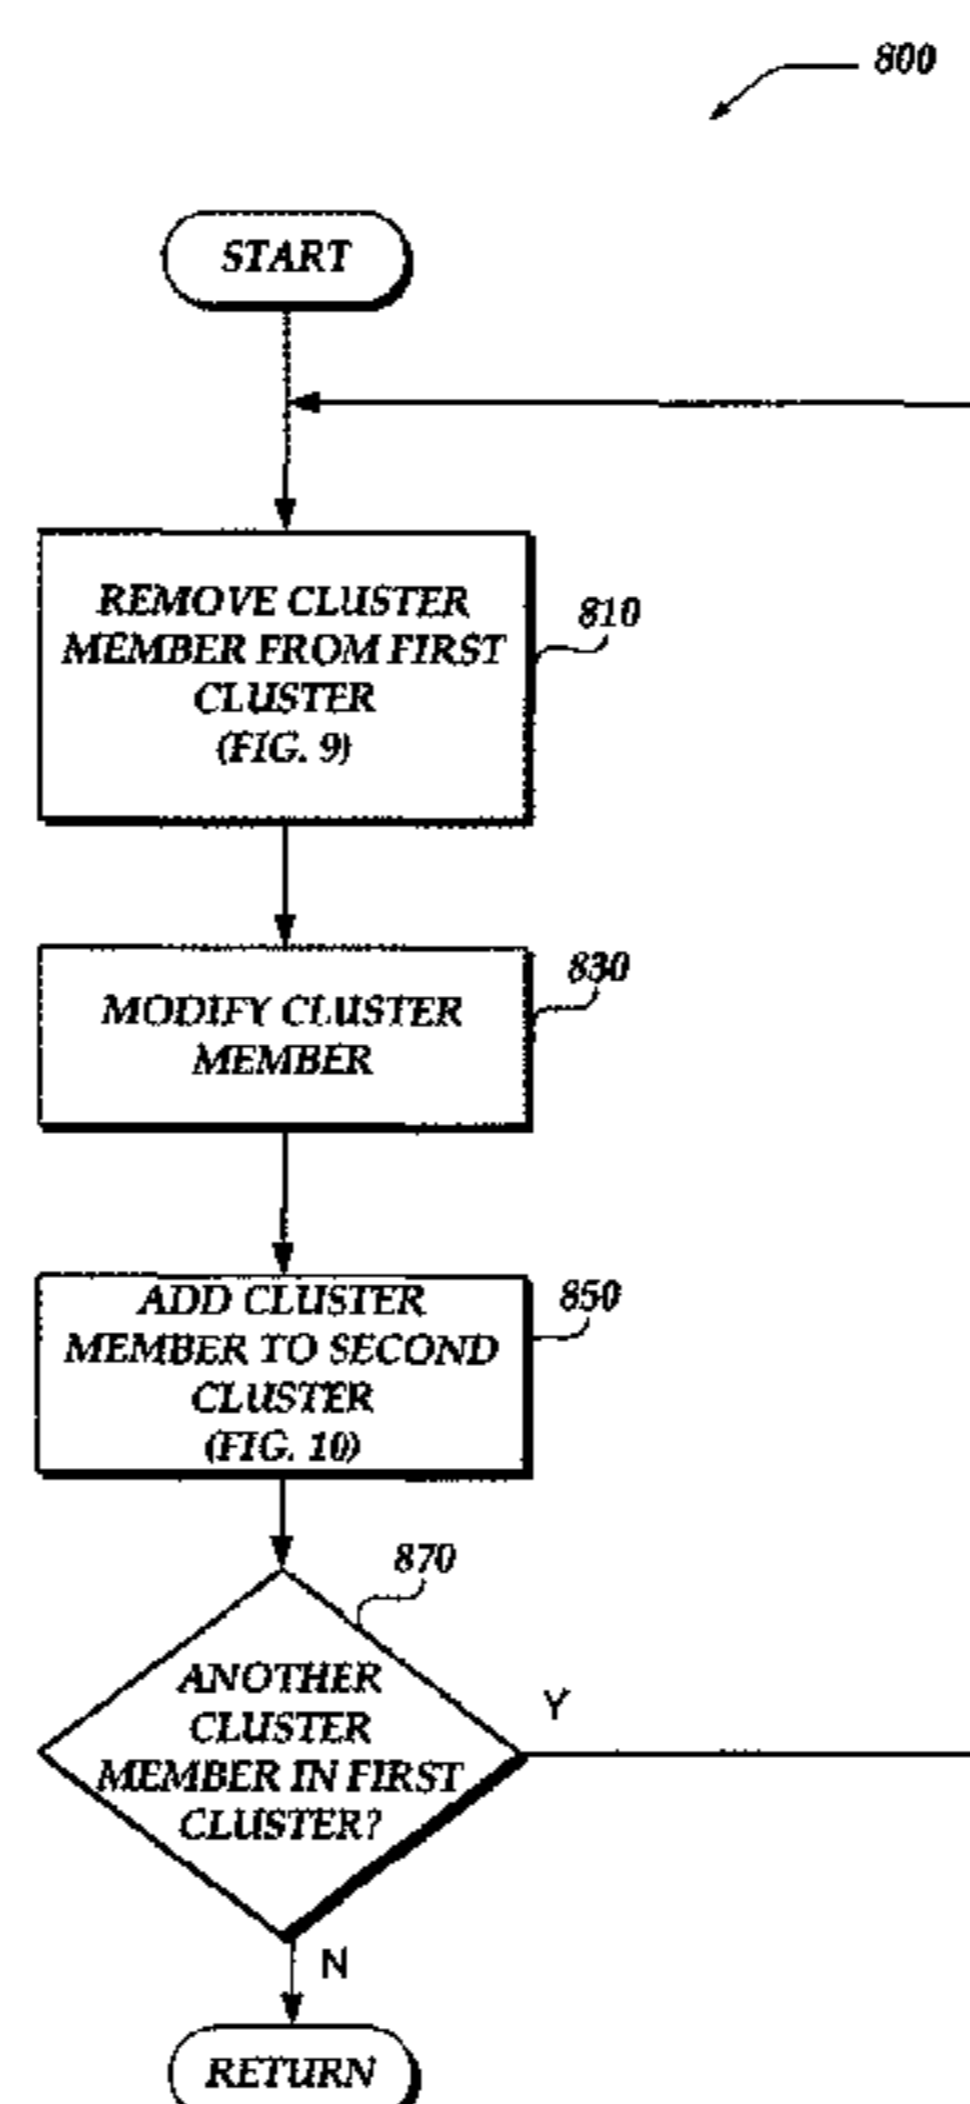 800
START
REMOVE CLUSTER
MEMBER FROM FIRST
CLUSTER
(FIG. 9)
810
MODIFY CLUSTER
MEMBER
830
ADD CLUSTER
MEMBER TO SECOND
CLUSTER
(FIG. 10)
850
870
ANOTHER
CLUSTER
MEMBER IN FIRST
CLUSTER?
Y
N
RETURN